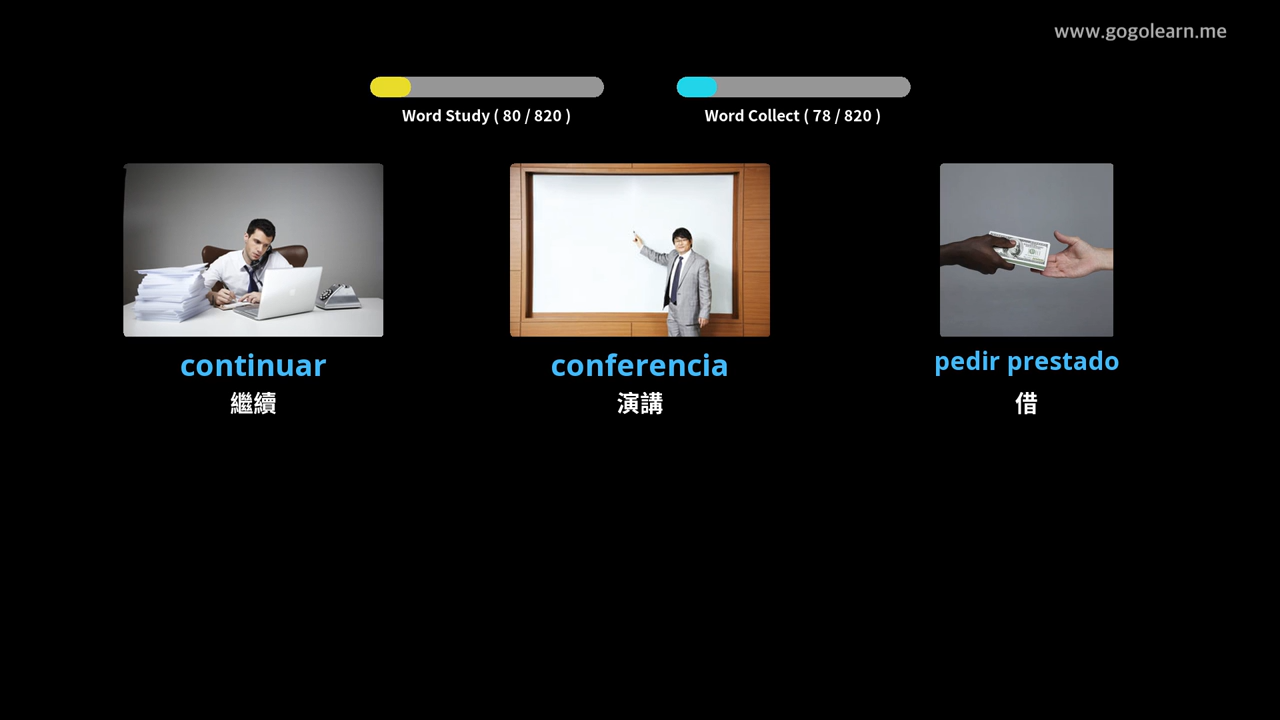 www.gogolearn.me
Word Study ( 80 / 820 )
Word Collect ( 78 / 820 )
continuar
繼續
conferencia
演講
pedir prestado
借